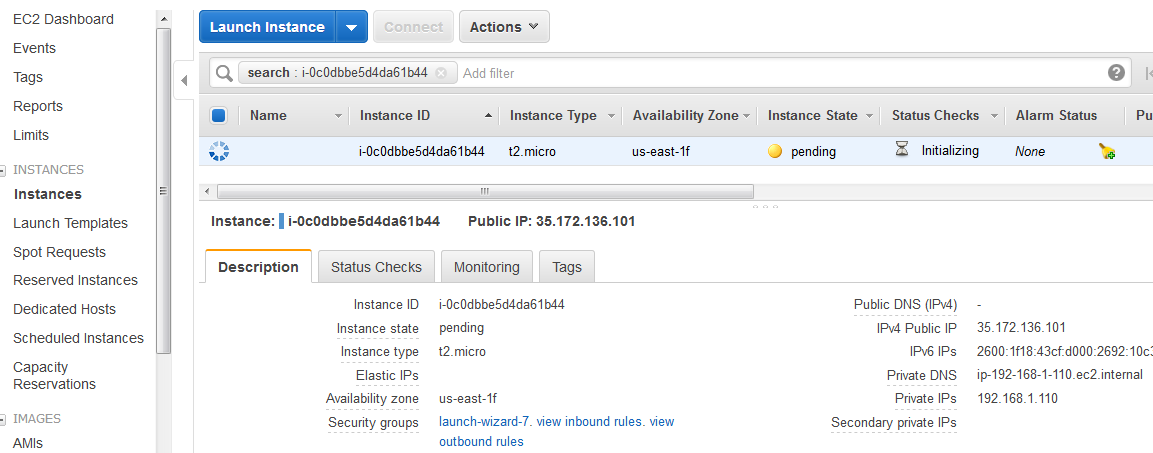 EC2 Dashboard
Events
Tags
Reports
Limits
INSTANCES
Instances
Launch Templates
Spot Requests
Reserved Instances
Dedicated Hosts
Scheduled Instances
Capacity
Reservations
IMAGES
AMIs
Launch Instance Connect Actions
search : i-0c0dbbe5d4da61b44 Add filter
Name Instance ID Instance Type Availability Zone Instance State Status Checks Alarm Status
i-0c0dbbe5d4da61b44 t2.micro us-east-1f pending Initializing None
Instance: i-0c0dbbe5d4da61b44 Public IP: 35.172.136.101
Description Status Checks Monitoring Tags
Instance ID i-0c0dbbe5d4da61b44
Instance state pending
Instance type t2.micro
Elastic IPs
Availability zone us-east-1f
Security groups launch-wizard-7. view inbound rules. view
outbound rules
Public DNS (IPv4) -
IPv4 Public IP 35.172.136.101
IPv6 IPs 2600:1f18:43cf:d000:2692:10c3
Private DNS ip-192-168-1-110.ec2.internal
Private IPs 192.168.1.110
Secondary private IPs